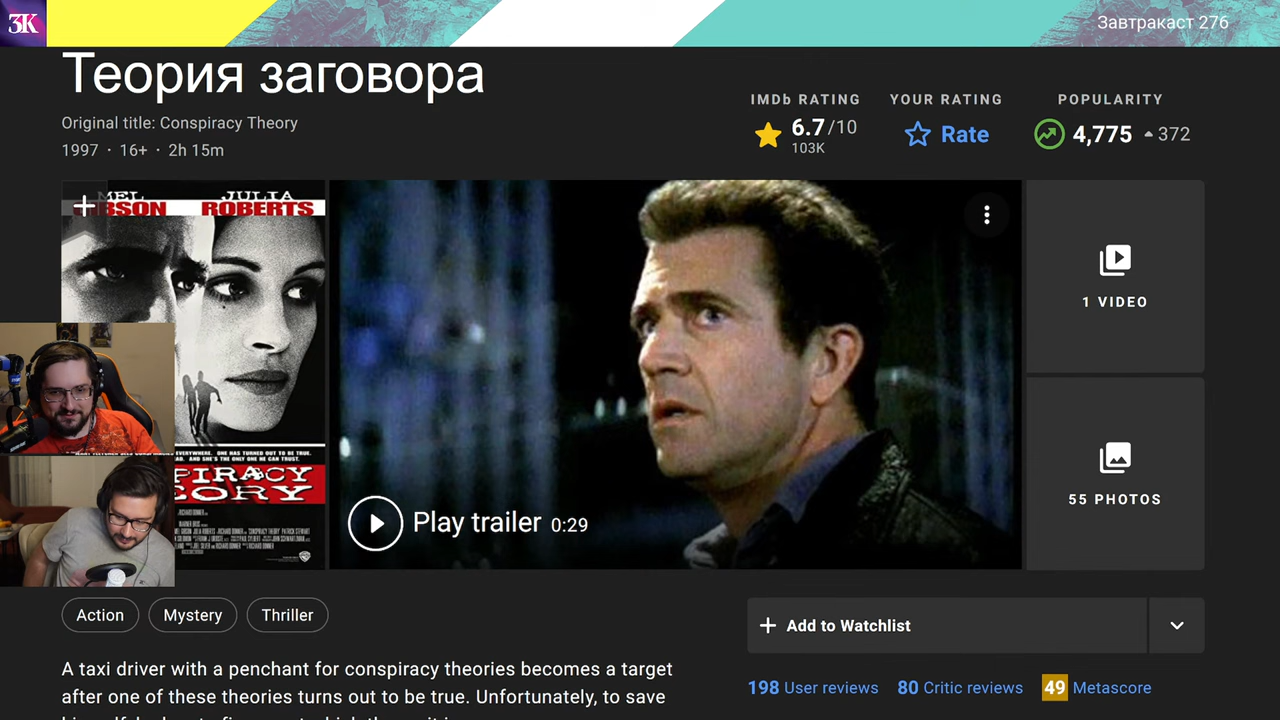 ЗК
Завтракаст 276
Теория заговора
Original title: Conspiracy Theory
1997 · 16+ · 2h 15m
IMDb RATING
6.7/10
103K
YOUR RATING
Rate
POPULARITY
4,775
372
MEL
GIBSON
JULIA
ROBERTS
1 VIDEO
55 PHOTOS
Play trailer 0:29
Action
Mystery
Thriller
A taxi driver with a penchant for conspiracy theories becomes a target
after one of these theories turns out to be true. Unfortunately, to save
Add to Watchlist
198 User reviews
80 Critic reviews
49 Metascore